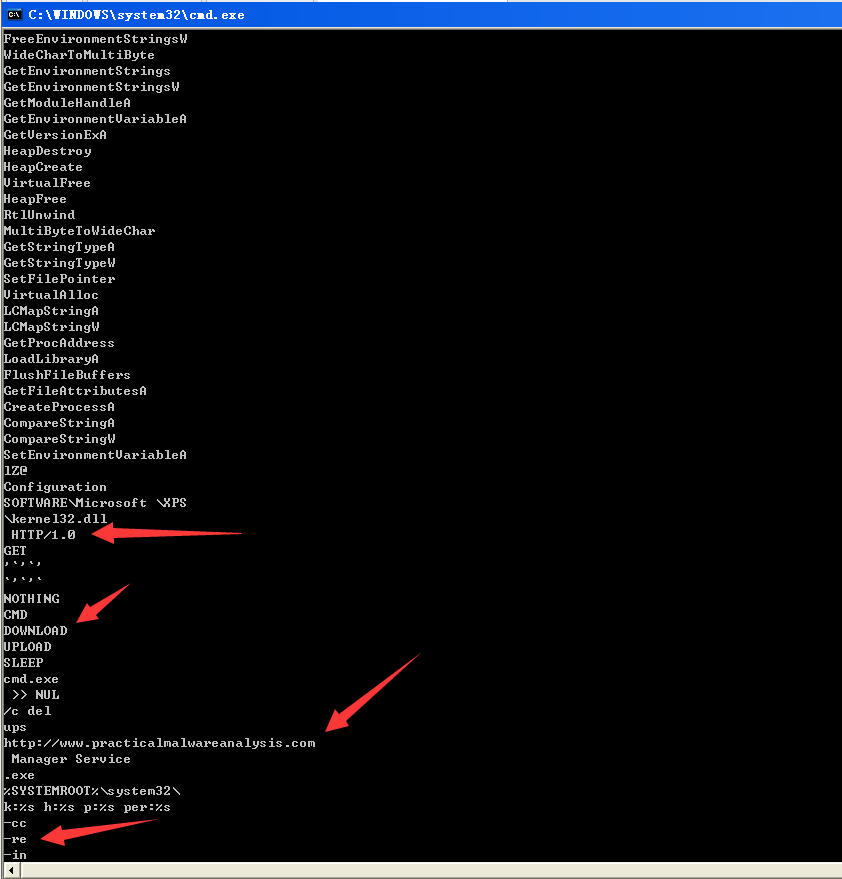 C:\WINDOWS\system32\cmd.exe
FreeEnvironmentStringsW
WideCharToMultiByte
GetEnvironmentStrings
GetEnvironmentStringsW
GetModuleHandleA
GetEnvironmentVariableA
GetVersionExA
HeapDestroy
HeapCreate
VirtualFree
HeapFree
RtlUnwind
MultiByteToWideChar
GetStringTypeA
GetStringTypeW
SetFilePointer
VirtualAlloc
LCMapStringA
LCMapStringW
GetProcAddress
LoadLibraryA
FlushFileBuffers
GetFileAttributesA
CreateProcessA
CompareStringA
CompareStringW
SetEnvironmentVariableA
lZ@
Configuration
SOFTWARE\Microsoft \XPS
\kernel32.dll
 HTTP/1.0
GET
'`'`'
`'`'`
NOTHING
CMD
DOWNLOAD
UPLOAD
SLEEP
cmd.exe
 >> NUL
/c del
ups
http://www.practicalmalwareanalysis.com
 Manager Service
.exe
%SYSTEMROOT%\system32\
k:%s h:%s p:%s per:%s
-cc
-re
-in